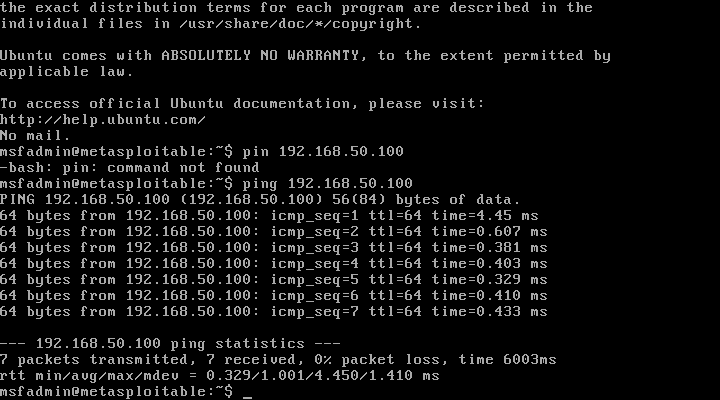 the exact distribution terms for each program are described in the
individual files in /usr/share/doc/*/copyright.
Ubuntu comes with ABSOLUTELY NO WARRANTY, to the extent permitted by
applicable law.
To access official Ubuntu documentation, please visit:
http://help.ubuntu.com/
No mail.
msfadmin@metasploitable:~$ pin 192.168.50.100
-bash: pin: command not found
msfadmin@metasploitable:~$ ping 192.168.50.100
PING 192.168.50.100 (192.168.50.100) 56(84) bytes of data.
64 bytes from 192.168.50.100: icmp_seq=1 ttl=64 time=4.45 ms
64 bytes from 192.168.50.100: icmp_seq=2 ttl=64 time=0.607 ms
64 bytes from 192.168.50.100: icmp_seq=3 ttl=64 time=0.381 ms
64 bytes from 192.168.50.100: icmp_seq=4 ttl=64 time=0.403 ms
64 bytes from 192.168.50.100: icmp_seq=5 ttl=64 time=0.329 ms
64 bytes from 192.168.50.100: icmp_seq=6 ttl=64 time=0.410 ms
64 bytes from 192.168.50.100: icmp_seq=7 ttl=64 time=0.433 ms
--- 192.168.50.100 ping statistics ---
7 packets transmitted, 7 received, 0% packet loss, time 6003ms
rtt min/avg/max/mdev = 0.329/1.001/4.450/1.410 ms
msfadmin@metasploitable:~$ _